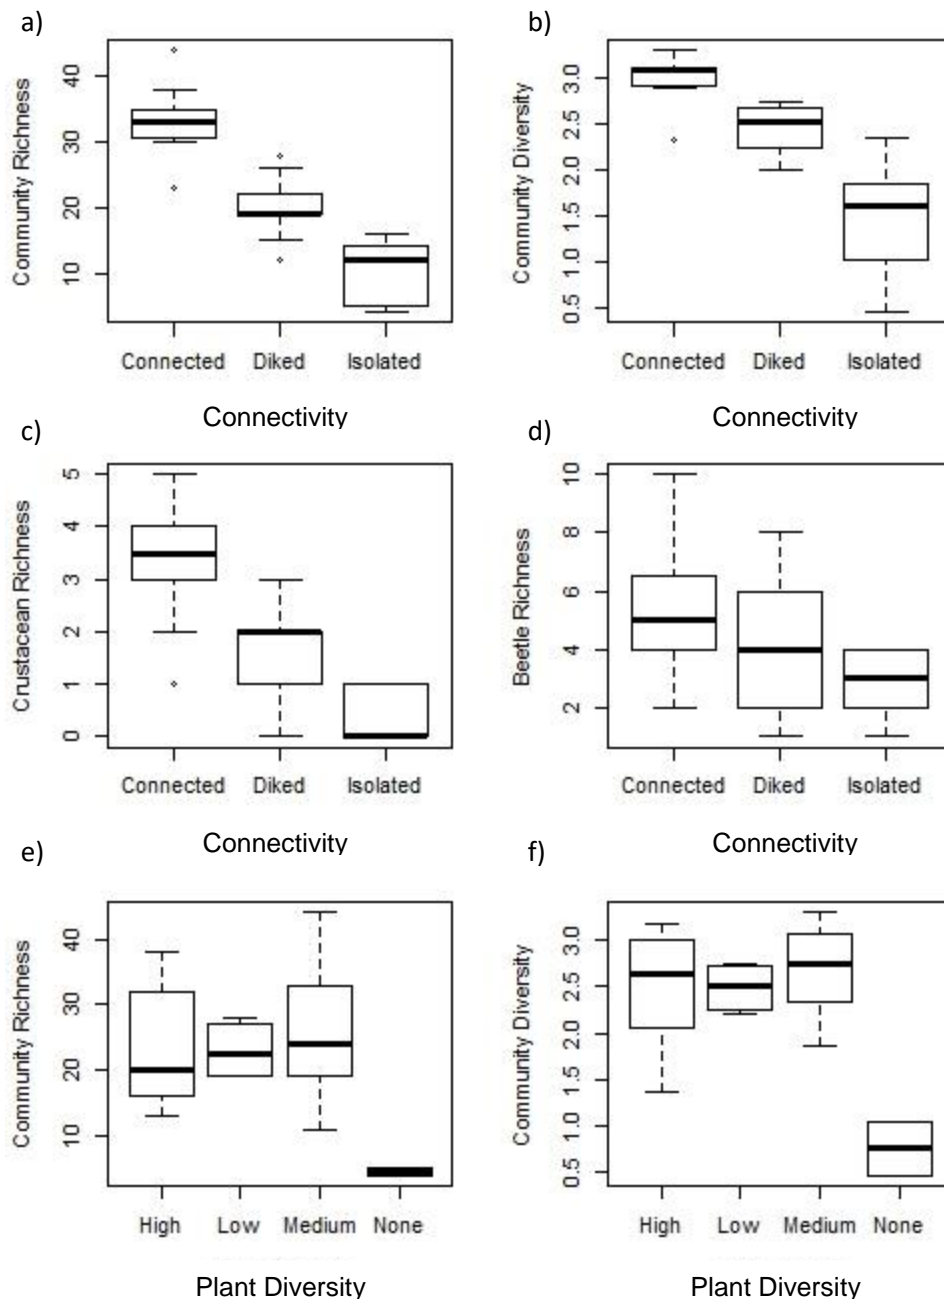 a)
Community Richness
40
30
20
10
Connected Diked Isolated
Connectivity
b)
Community Diversity
3.0
2.5
2.0
1.5
1.0
0.5
Connected Diked Isolated
Connectivity
c)
Crustacean Richness
5
4
3
2
1
0
Connected Diked Isolated
Connectivity
d)
Beetle Richness
10
8
6
4
2
Connected Diked Isolated
Connectivity
e)
Community Richness
40
30
20
10
High Low Medium None
Plant Diversity
f)
Community Diversity
3.0
2.5
2.0
1.5
1.0
0.5
High Low Medium None
Plant Diversity